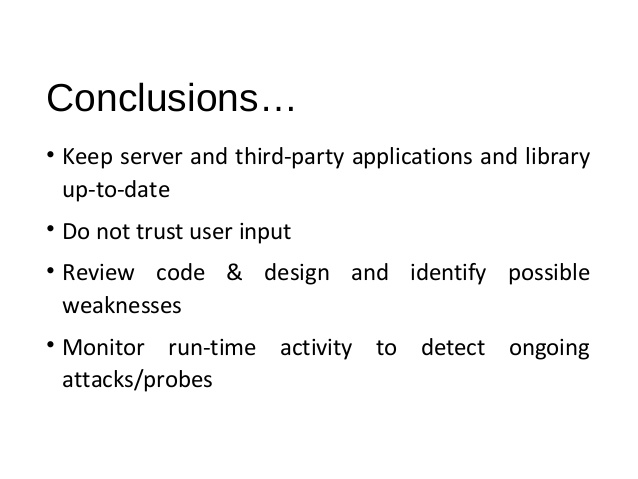 Conclusions…
• Keep server and third-party applications and library
up-to-date
• Do not trust user input
• Review code & design and identify possible
weaknesses
• Monitor run-time activity to detect ongoing
attacks/probes